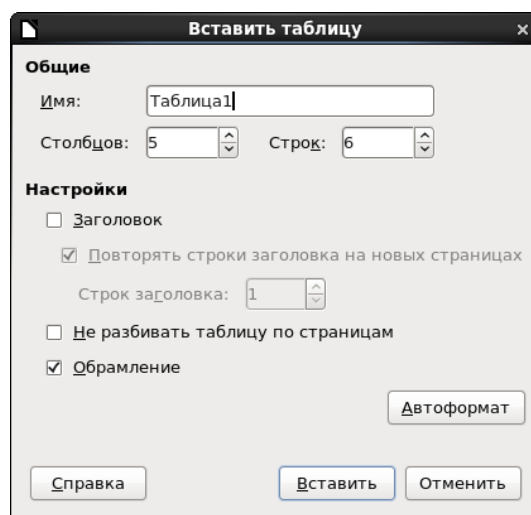 Вставить таблицу
Общие
Имя: Таблица1
Столбцов: 5 Строк: 6
Настройки
Заголовок
Повторять строки заголовка на новых страницах
Строк заголовка: 1
Не разбивать таблицу по страницам
Обрамление
Автоформат
Справка Вставить Отменить